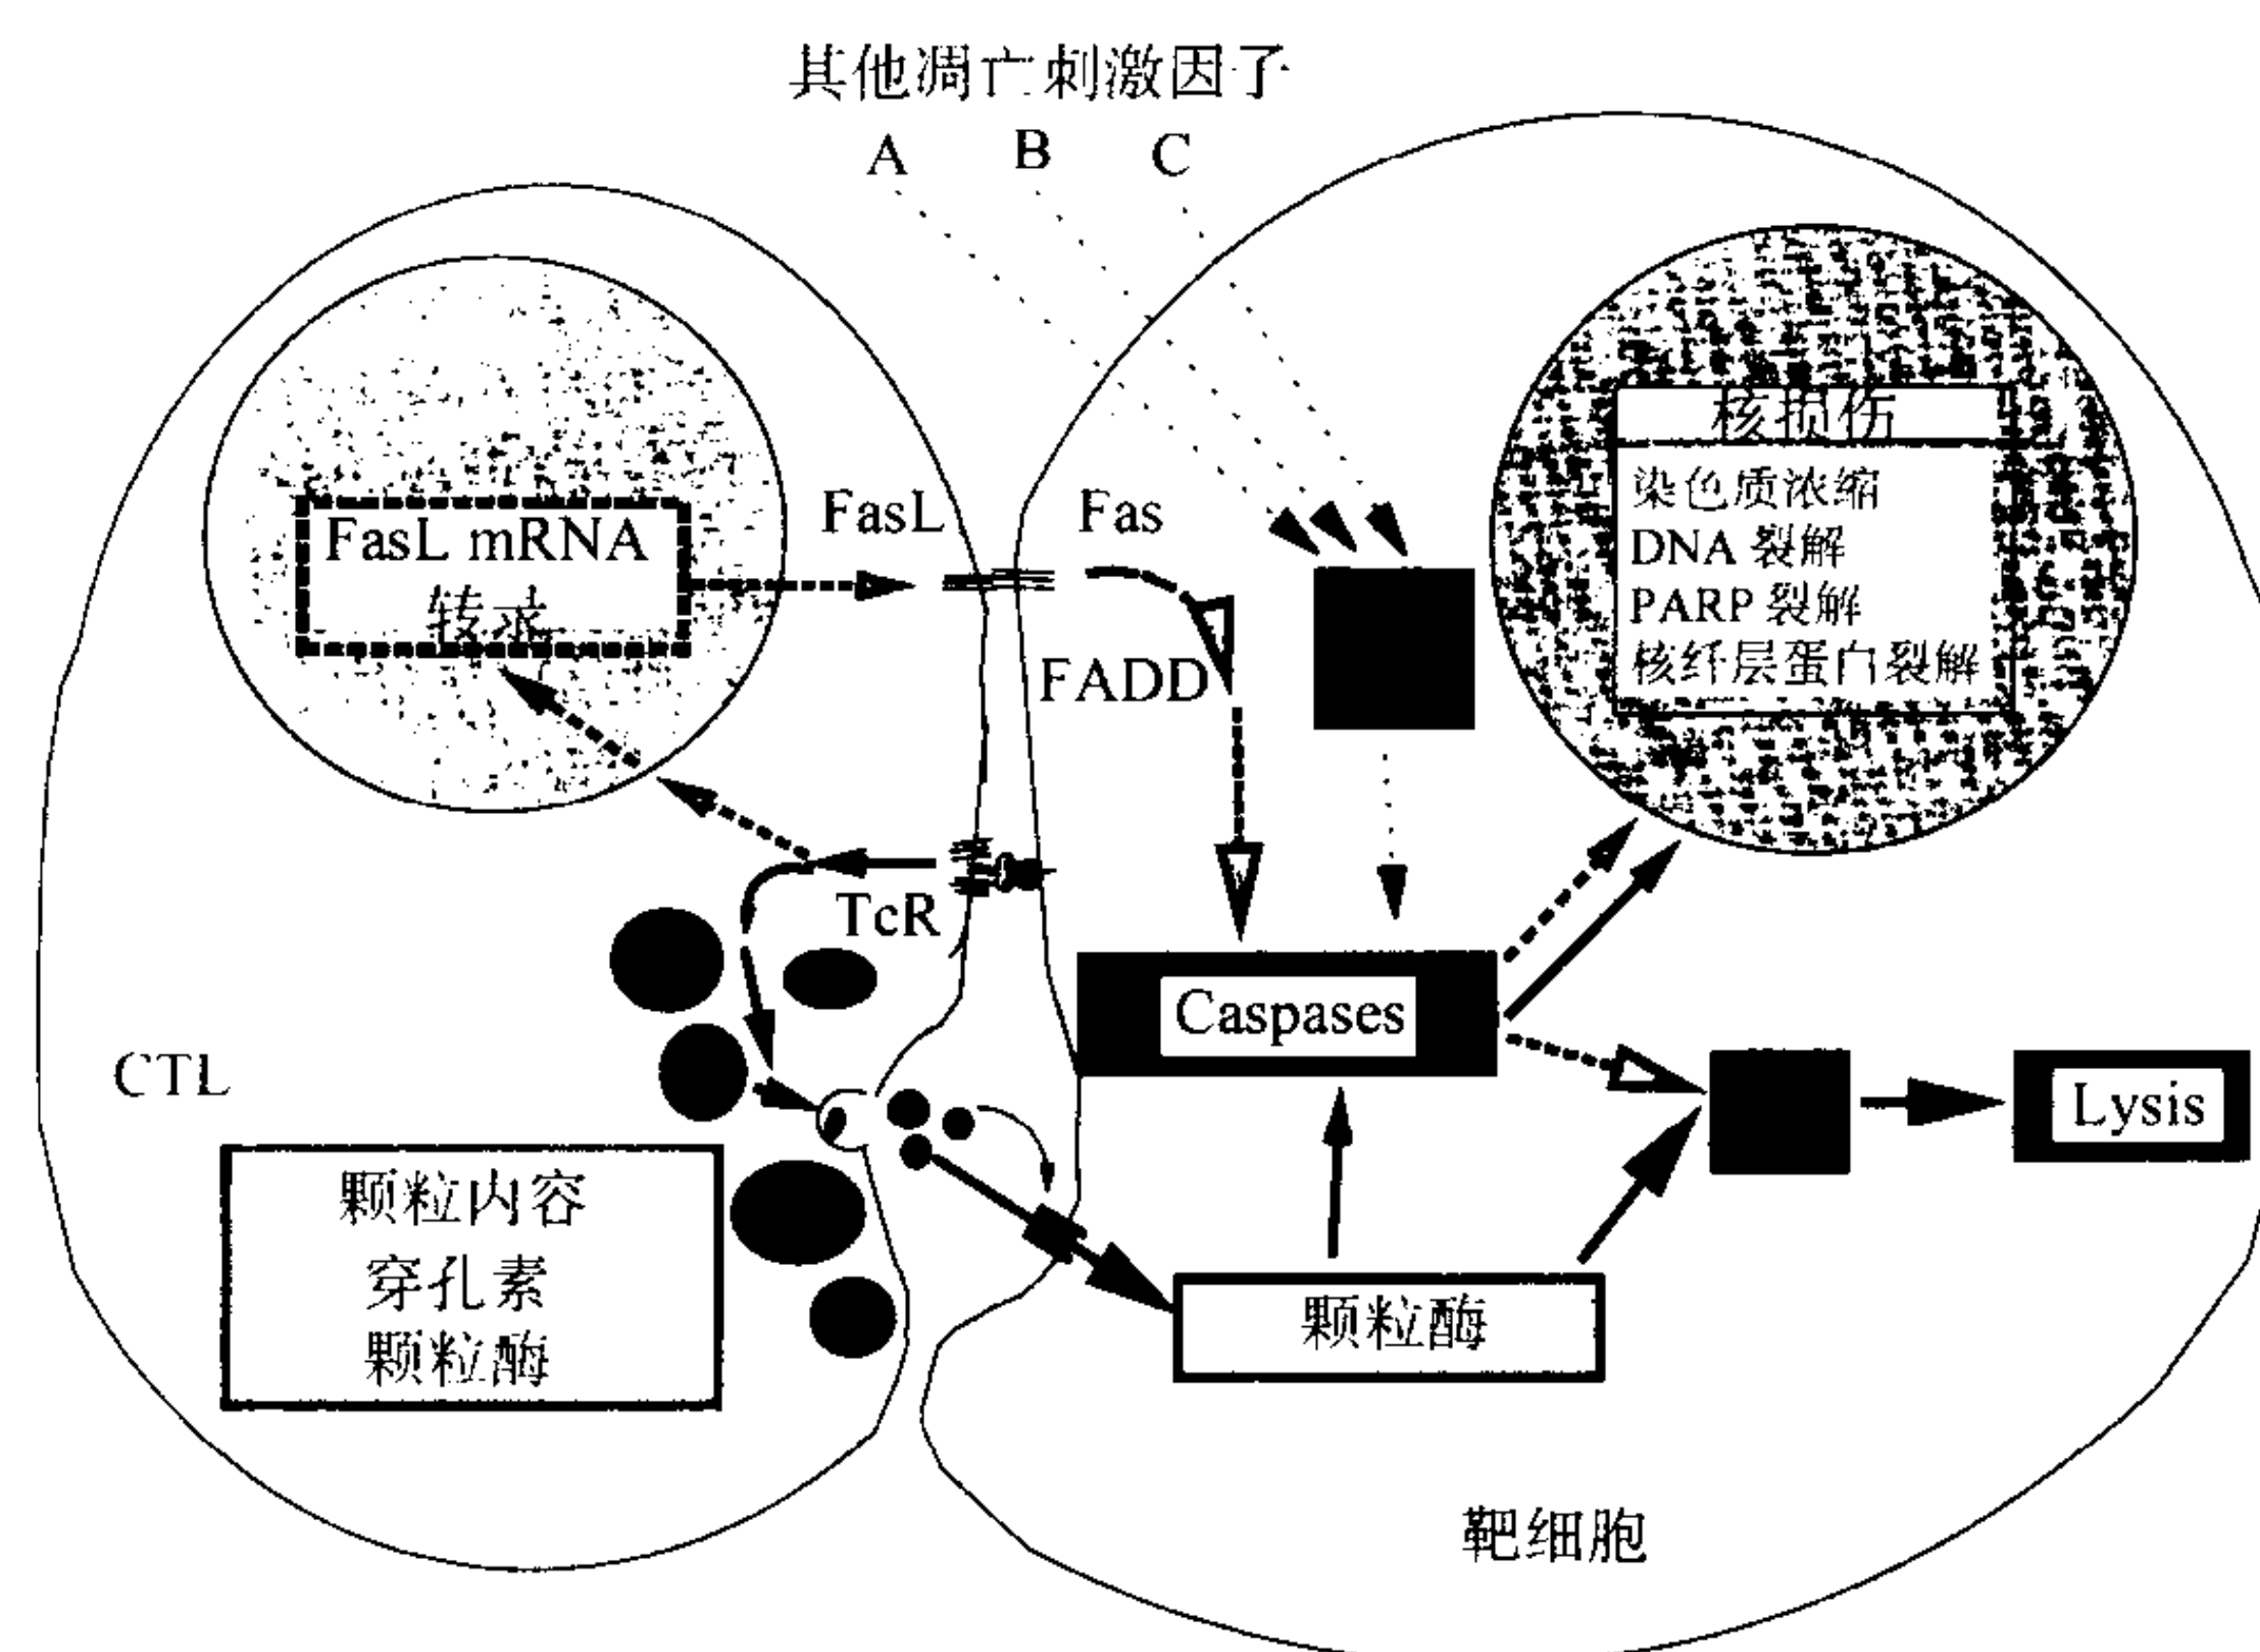 其他凋亡刺激因子
A B C
FasL mRNA
转录
FasL
Fas
FADD
核损伤
染色质浓缩
DNA 裂解
PARP 裂解
核纤层蛋白裂解
TcR
CTL
Caspases
Lysis
颗粒内容
穿孔素
颗粒酶
颗粒酶
靶细胞